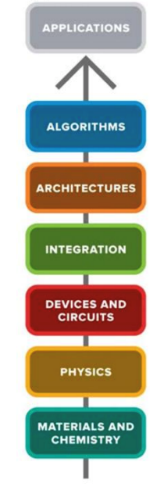 APPLICATIONS
ALGORITHMS
ARCHITECTURES
INTEGRATION
DEVICES AND
CIRCUITS
PHYSICS
MATERIALS AND
CHEMISTRY